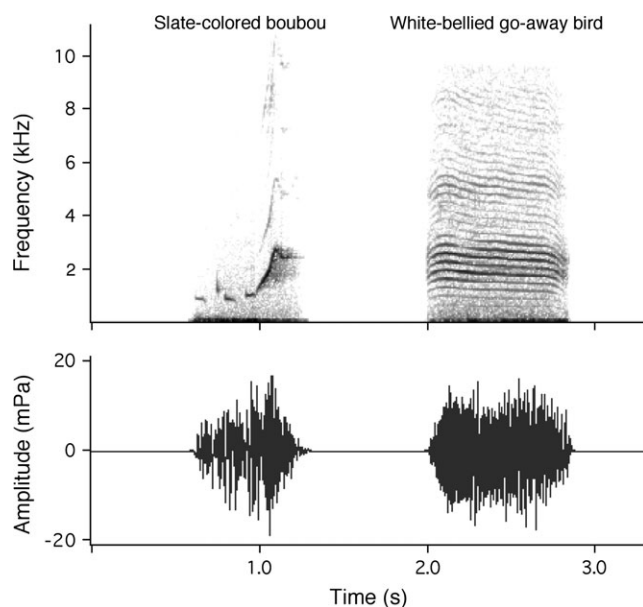 Slate-colored boubou White-bellied go-away bird
10
8
6
4
2
Frequency (kHz)
20
0
-20
Amplitude (mPa)
1.0 2.0 3.0
Time (s)